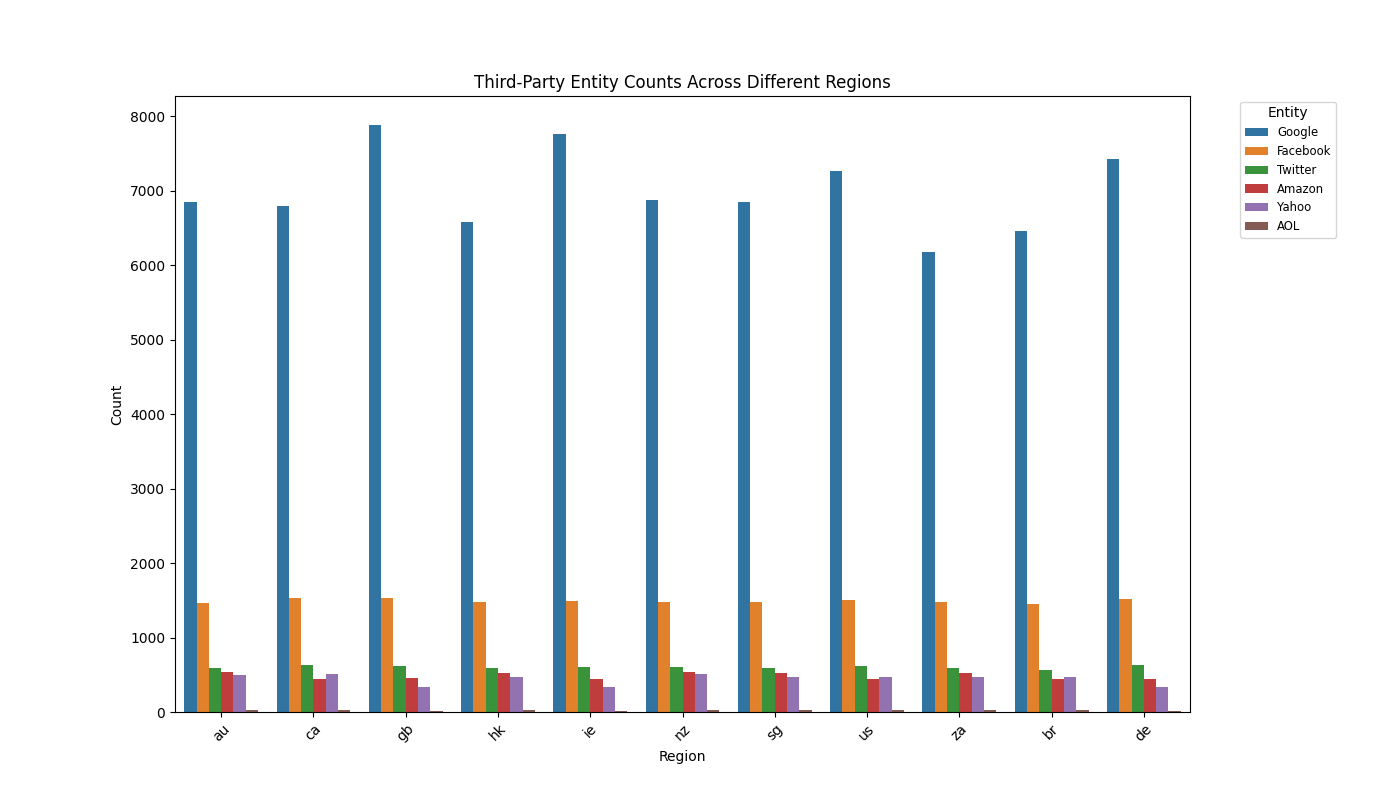 Third-Party Entity Counts Across Different Regions
Entity
Google
Facebook
Twitter
Amazon
Yahoo
AOL
Count
8000
7000
6000
5000
4000
3000
2000
1000
0
au ca gb hk ie nz sg us za br de
Region